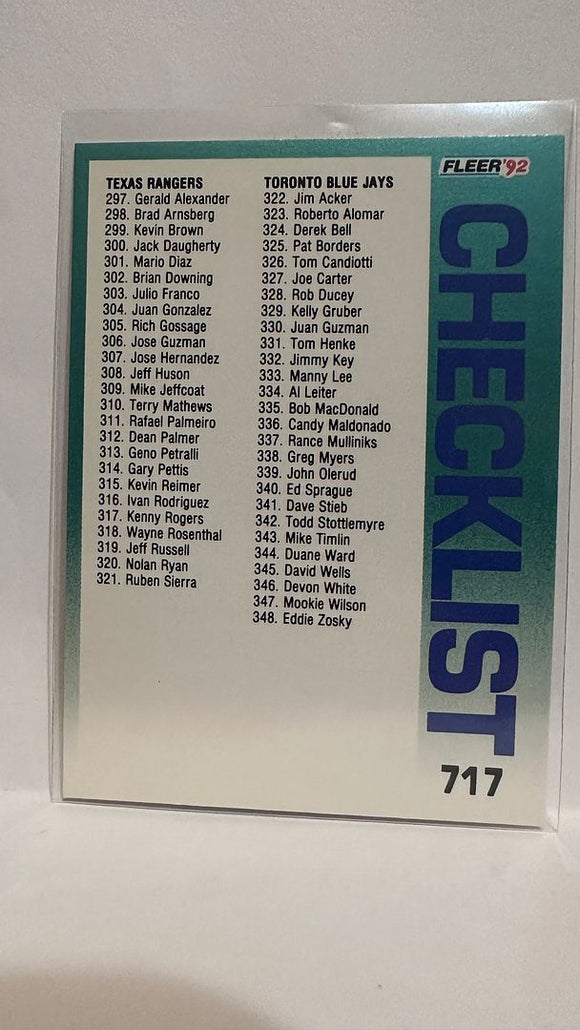 FLEER'92
TEXAS RANGERS
297. Gerald Alexander
298. Brad Arnsberg
299. Kevin Brown
300. Jack Daugherty
301. Mario Diaz
302. Brian Downing
303. Julio Franco
304. Juan Gonzalez
305. Rich Gossage
306. Jose Guzman
307. Jose Hernandez
308. Jeff Huson
309. Mike Jeffcoat
310. Terry Mathews
311. Rafael Palmeiro
312. Dean Palmer
313. Geno Petralli
314. Gary Pettis
315. Kevin Reimer
316. Ivan Rodriguez
317. Kenny Rogers
318. Wayne Rosenthal
319. Jeff Russell
320. Nolan Ryan
321. Ruben Sierra
TORONTO BLUE JAYS
322. Jim Acker
323. Roberto Alomar
324. Derek Bell
325. Pat Borders
326. Tom Candiotti
327. Joe Carter
328. Rob Ducey
329. Kelly Gruber
330. Juan Guzman
331. Tom Henke
332. Jimmy Key
333. Manny Lee
334. Al Leiter
335. Bob MacDonald
336. Candy Maldonado
337. Rance Mulliniks
338. Greg Myers
339. John Olerud
340. Ed Sprague
341. Dave Stieb
342. Todd Stottlemyre
343. Mike Timlin
344. Duane Ward
345. David Wells
346. Devon White
347. Mookie Wilson
348. Eddie Zosky
CHECKLIST
717